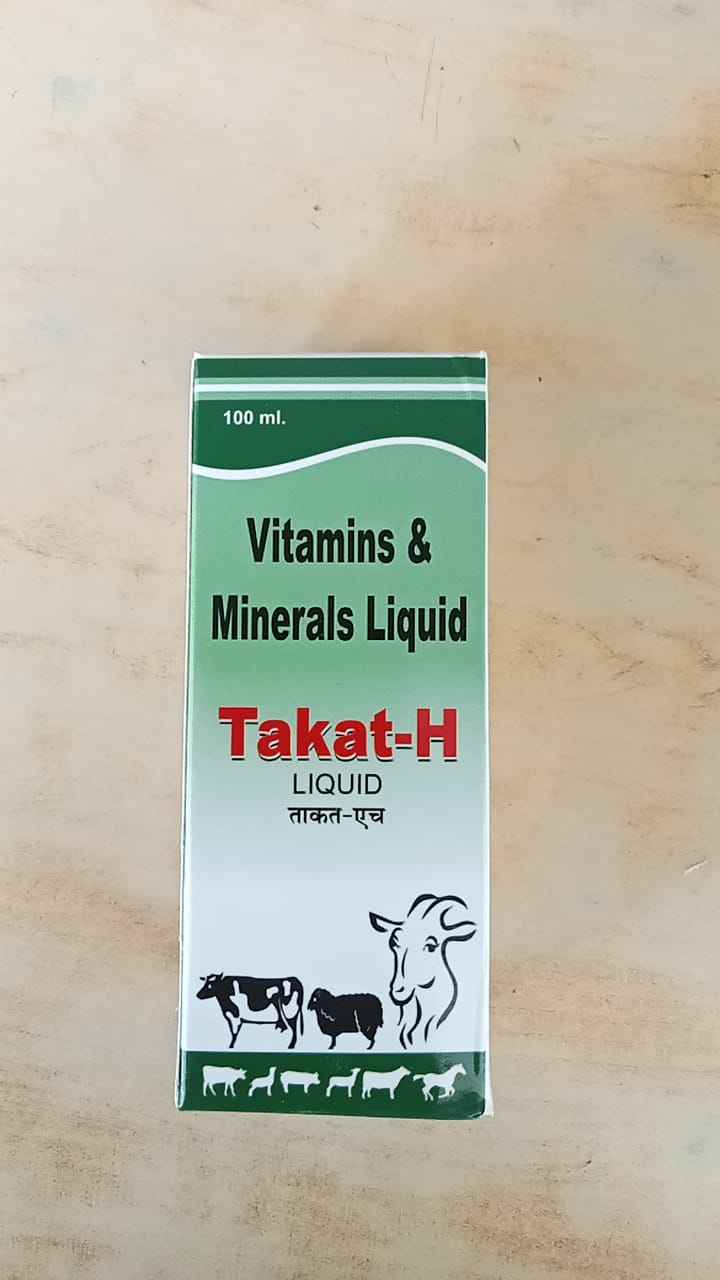 100 ml.
Vitamins &
Minerals Liquid
Takat-H
LIQUID
ताकत-एच